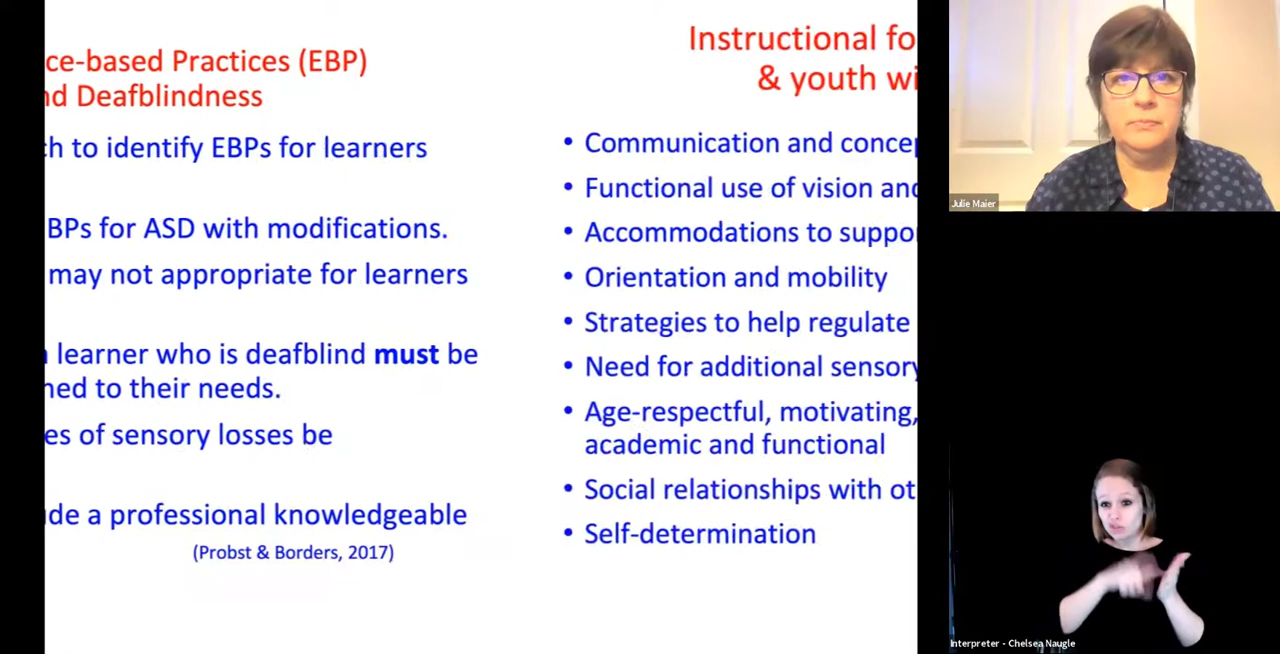 ce-based Practices (EBP)
nd Deafblindness
ch to identify EBPs for learners
BPs for ASD with modifications.
may not appropriate for learners
learner who is deafblind must be
ned to their needs.
es of sensory losses be
ude a professional knowledgeable
(Probst & Borders, 2017)
Instructional fo
& youth wi
• Communication and concep
• Functional use of vision and
• Accommodations to suppor
• Orientation and mobility
• Strategies to help regulate
• Need for additional sensory
• Age-respectful, motivating,
academic and functional
• Social relationships with ot
• Self-determination
Julie Maier
Interpreter - Chelsea Naugle